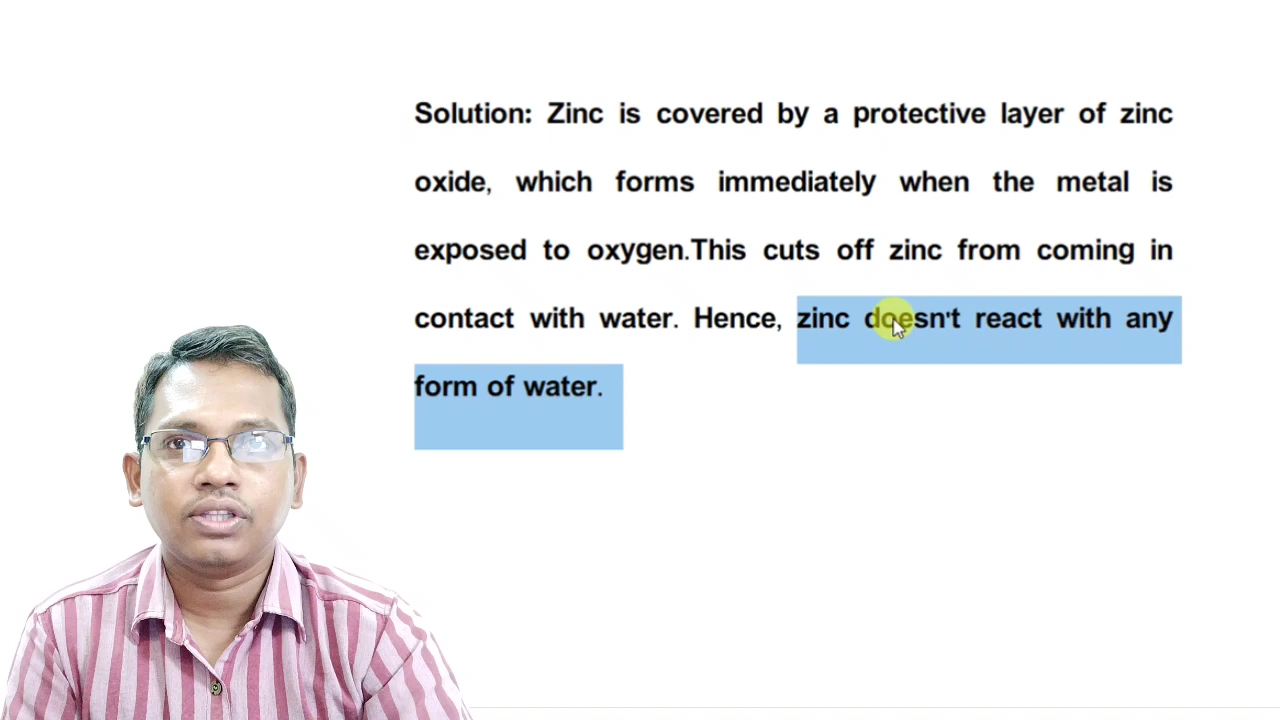 Solution: Zinc is covered by a protective layer of zinc
oxide, which forms immediately when the metal is
exposed to oxygen.This cuts off zinc from coming in
contact with water. Hence, zinc doesn't react with any
form of water.